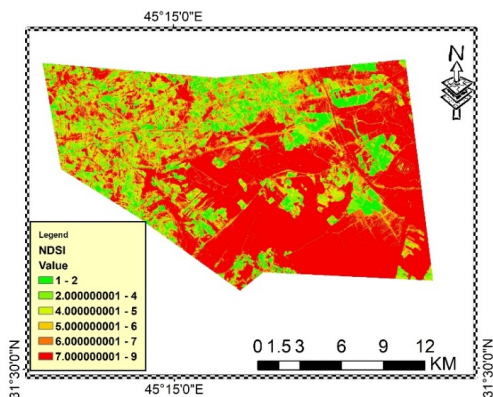 45°15'0"E
N
Legend
NDSI
Value
1 - 2
2.000000001 - 4
4.000000001 - 5
5.000000001 - 6
6.000000001 - 7
7.000000001 - 9
0 1.5 3 6 9 12
KM
31°30'0"N
31°30'0"N
45°15'0"E